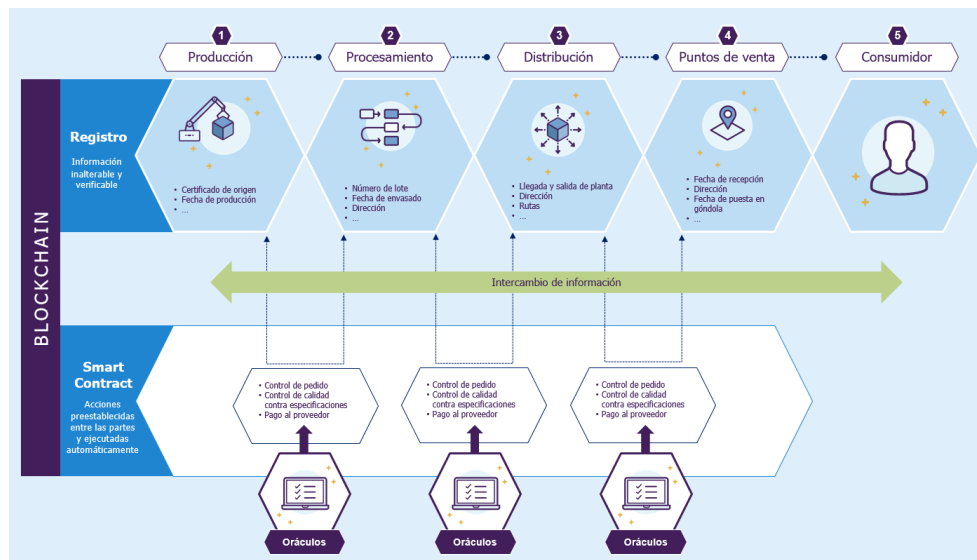 1
2
3
4
5
Producción
Procesamiento
Distribución
Puntos de venta
Consumidor
BLOCKCHAIN
Registro
Información
inalterable y
verificable
• Certificado de origen
• Fecha de producción
• ...
• Número de lote
• Fecha de envasado
• Dirección
• ...
• Llegada y salida de planta
• Dirección
• Rutas
• ...
• Fecha de recepción
• Dirección
• Fecha de puesta en
góndola
• ...
Intercambio de información
Smart
Contract
Acciones
preestablecidas
entre las partes
y ejecutadas
automáticamente
• Control de pedido
• Control de calidad
contra especificaciones
• Pago al proveedor
• Control de pedido
• Control de calidad
contra especificaciones
• Pago al proveedor
• Control de pedido
• Control de calidad
contra especificaciones
• Pago al proveedor
Oráculos
Oráculos
Oráculos